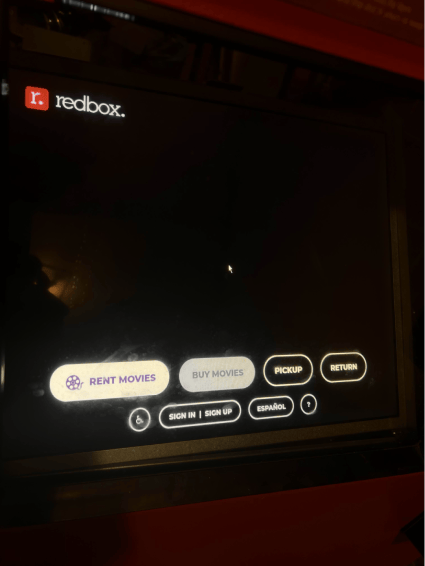 r. redbox.
RENT MOVIES
BUY MOVIES
PICKUP
RETURN
SIGN IN | SIGN UP
ESPAÑOL
?